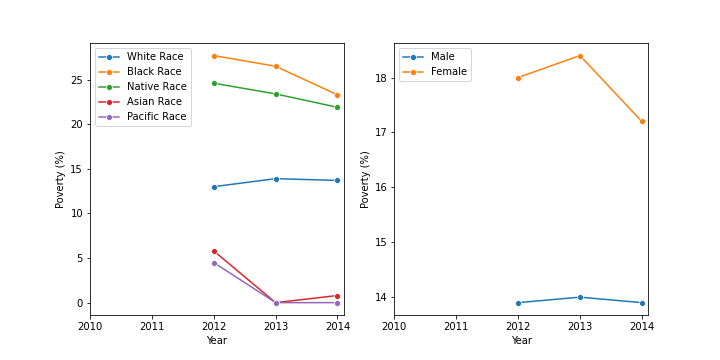 White Race
Black Race
Native Race
Asian Race
Pacific Race
Poverty (%)
25
20
15
10
5
0
2010 2011 2012 2013 2014
Year
Male
Female
Poverty (%)
18
17
16
15
14
2010 2011 2012 2013 2014
Year